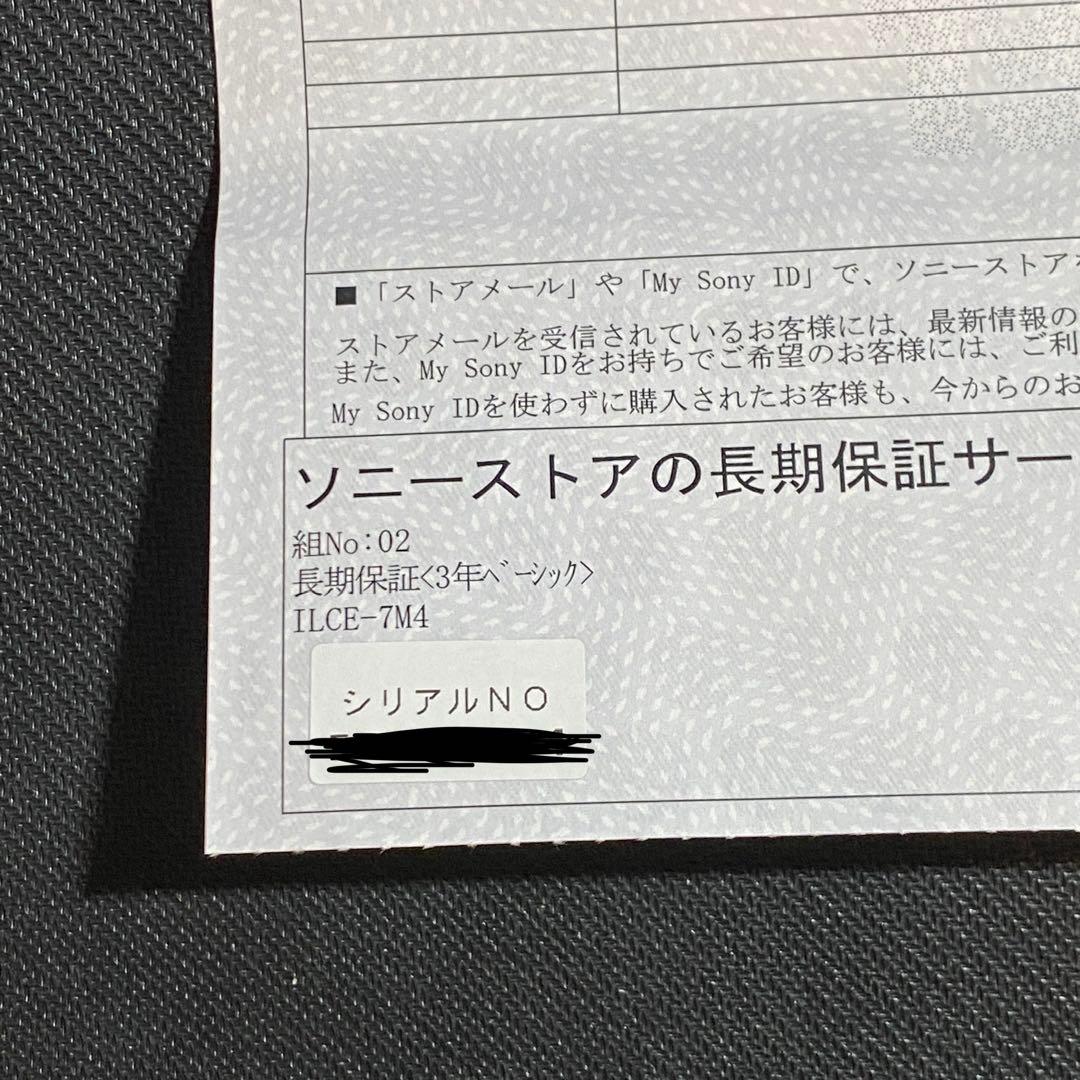 ■「ストアメール」や「My Sony ID」で、ソニーストア
ストアメールを受信されているお客様には、最新情報の
また、My Sony IDをお持ちでご希望のお客様には、ご利
My Sony IDを使わずに購入されたお客様も、今からのお
ソニーストアの長期保証サー
組No:02
長期保証<3年ﾍﾞｰｼｯｸ>
ILCE-7M4
シリアルNO